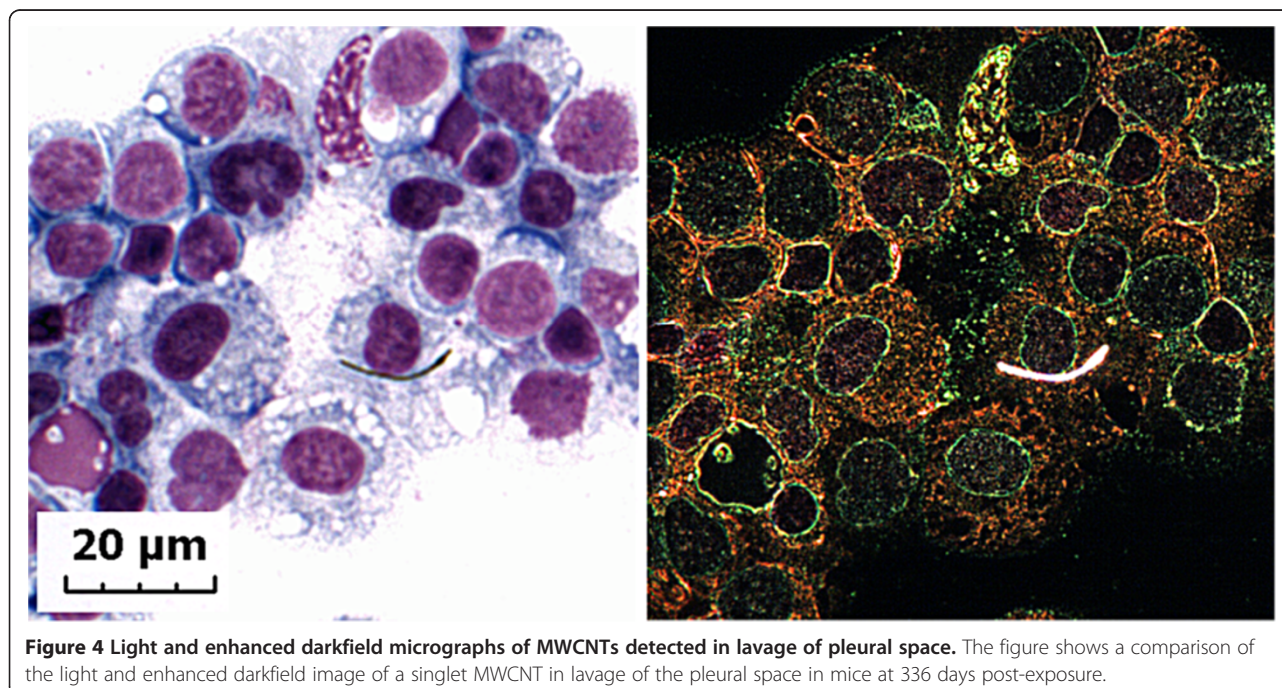 20 µm
Figure 4 Light and enhanced darkfield micrographs of MWCNTs detected in lavage of pleural space. The figure shows a comparison of
the light and enhanced darkfield image of a singlet MWCNT in lavage of the pleural space in mice at 336 days post-exposure.